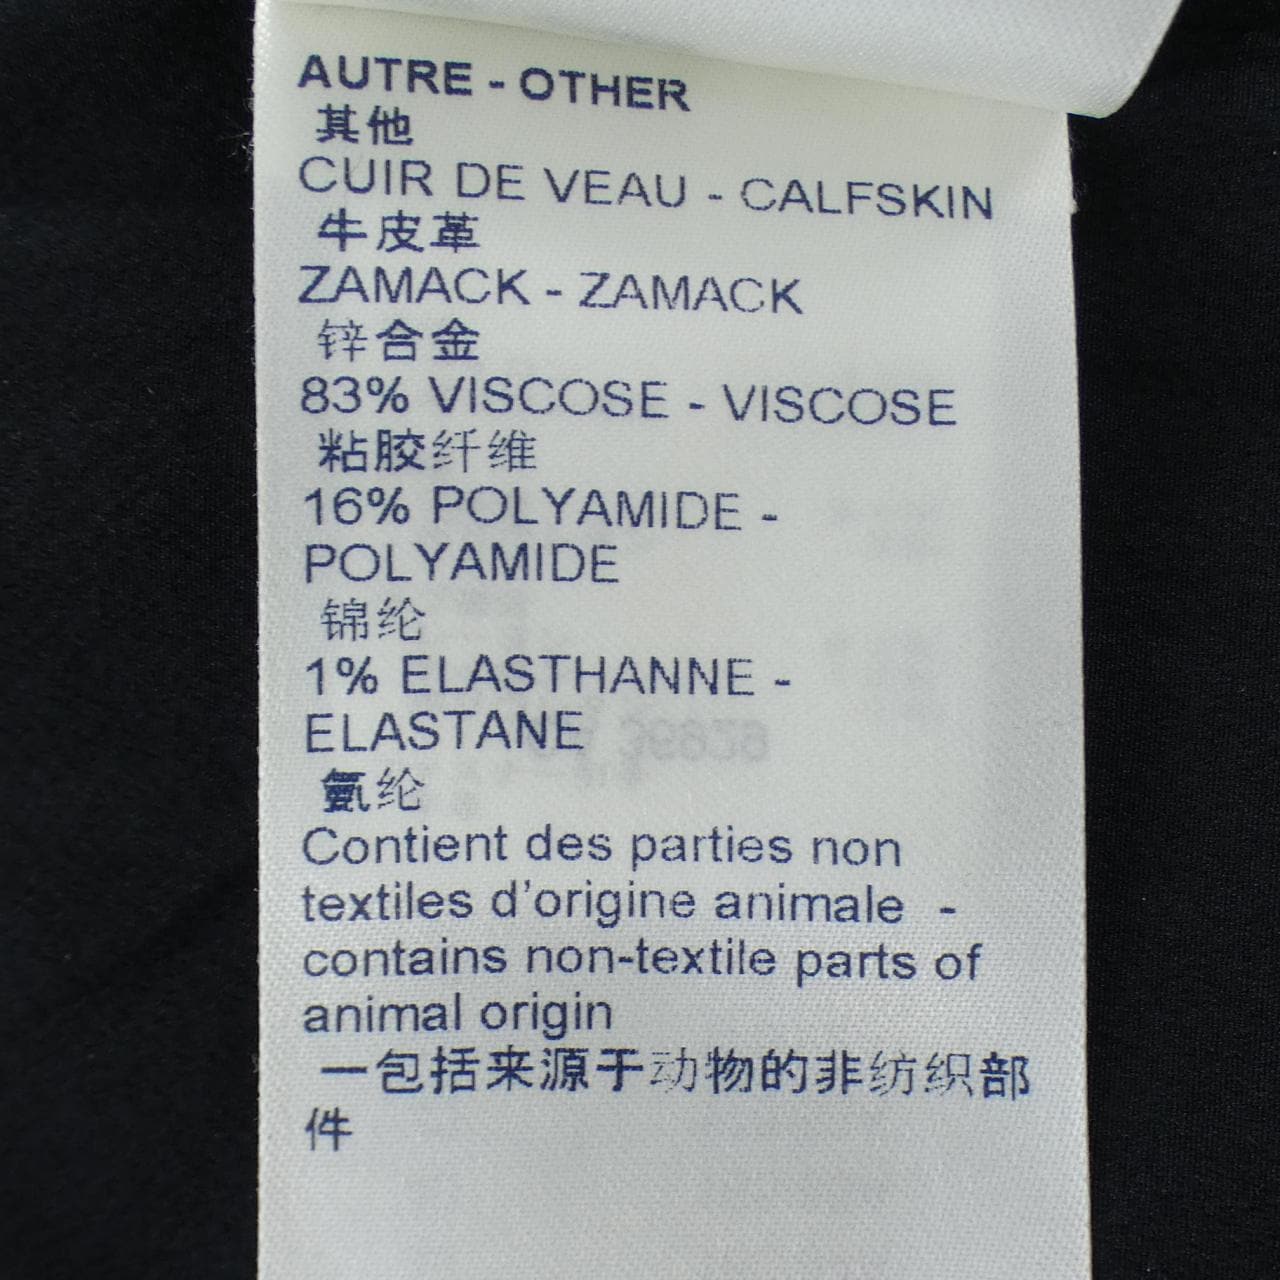 AUTRE - OTHER
其他
CUIR DE VEAU - CALFSKIN
牛皮革
ZAMACK - ZAMACK
锌合金
83% VISCOSE - VISCOSE
粘胶纤维
16% POLYAMIDE -
POLYAMIDE
锦纶
1% ELASTHANNE -
ELASTANE
氨纶
Contient des parties non
textiles d'origine animale -
contains non-textile parts of
animal origin
一包括来源于动物的非纺织部
件